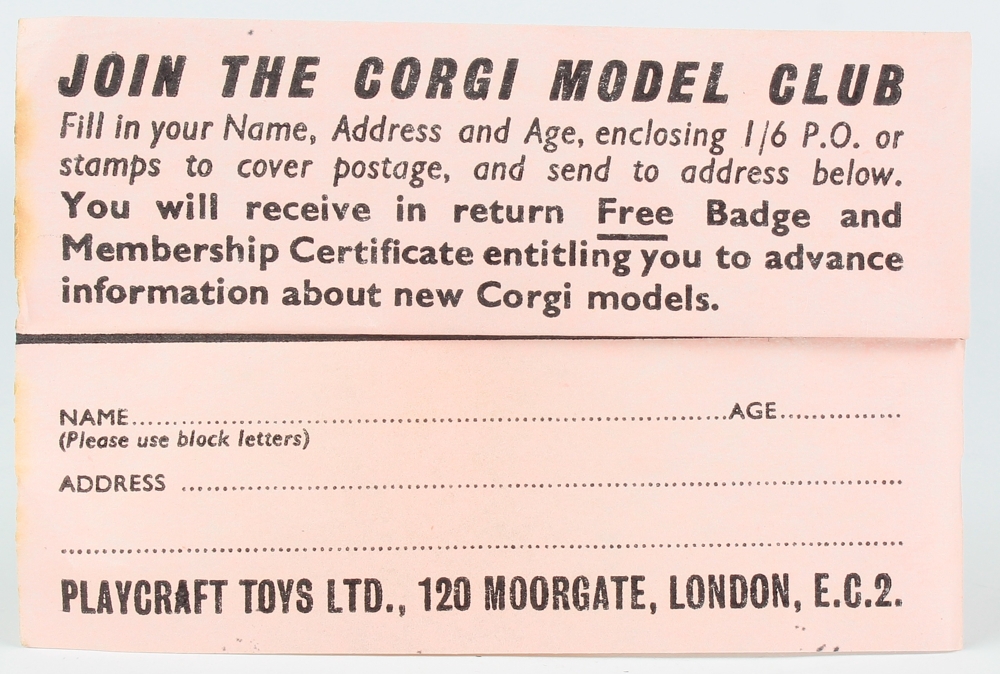 JOIN THE CORGI MODEL CLUB
Fill in your Name, Address and Age, enclosing 1/6 P.O. or
stamps to cover postage, and send to address below.
You will receive in return Free Badge and
Membership Certificate entitling you to advance
information about new Corgi models.
NAME....................................................................AGE..............
(Please use block letters)
ADDRESS ....................................................................................
....................................................................................................
PLAYCRAFT TOYS LTD., 120 MOORGATE, LONDON, E.C.2.